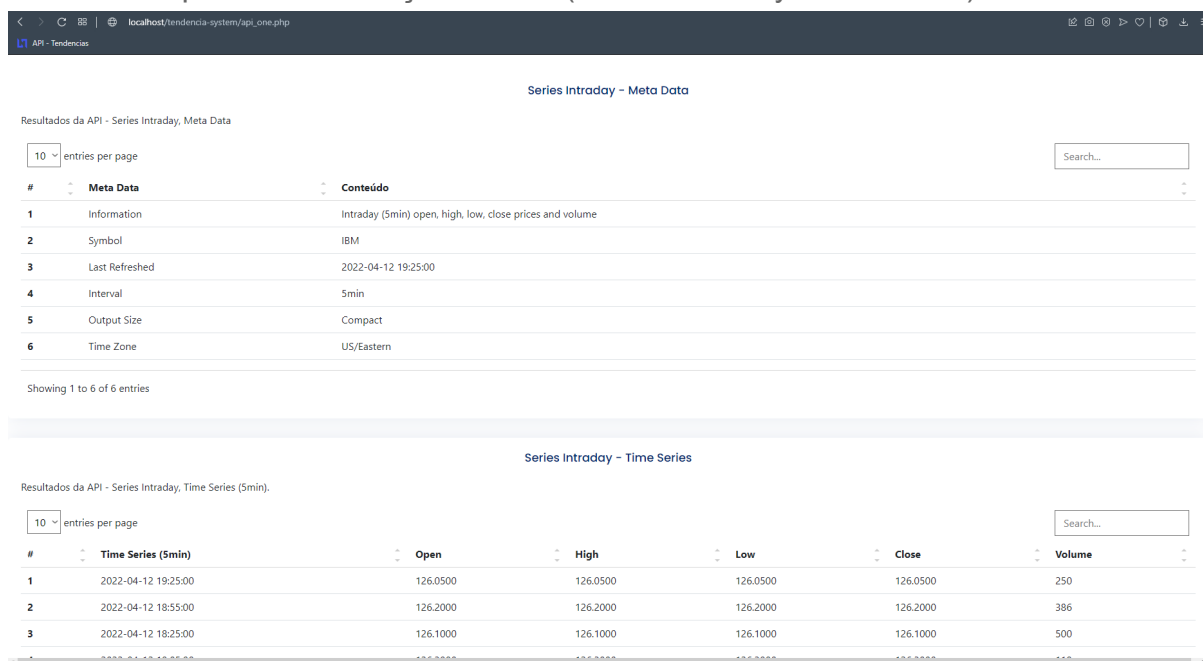 localhost/tendencia-system/api_one.php
API - Tendencias
Series Intraday - Meta Data
Resultados da API - Series Intraday, Meta Data
10 entries per page Search...
# Meta Data Conteúdo
1 Information Intraday (5min) open, high, low, close prices and volume
2 Symbol IBM
3 Last Refreshed 2022-04-12 19:25:00
4 Interval 5min
5 Output Size Compact
6 Time Zone US/Eastern
Showing 1 to 6 of 6 entries
Series Intraday - Time Series
Resultados da API - Series Intraday, Time Series (5min).
10 entries per page Search...
# Time Series (5min) Open High Low Close Volume
1 2022-04-12 19:25:00 126.0500 126.0500 126.0500 126.0500 250
2 2022-04-12 18:55:00 126.2000 126.2000 126.2000 126.2000 386
3 2022-04-12 18:25:00 126.1000 126.1000 126.1000 126.1000 500